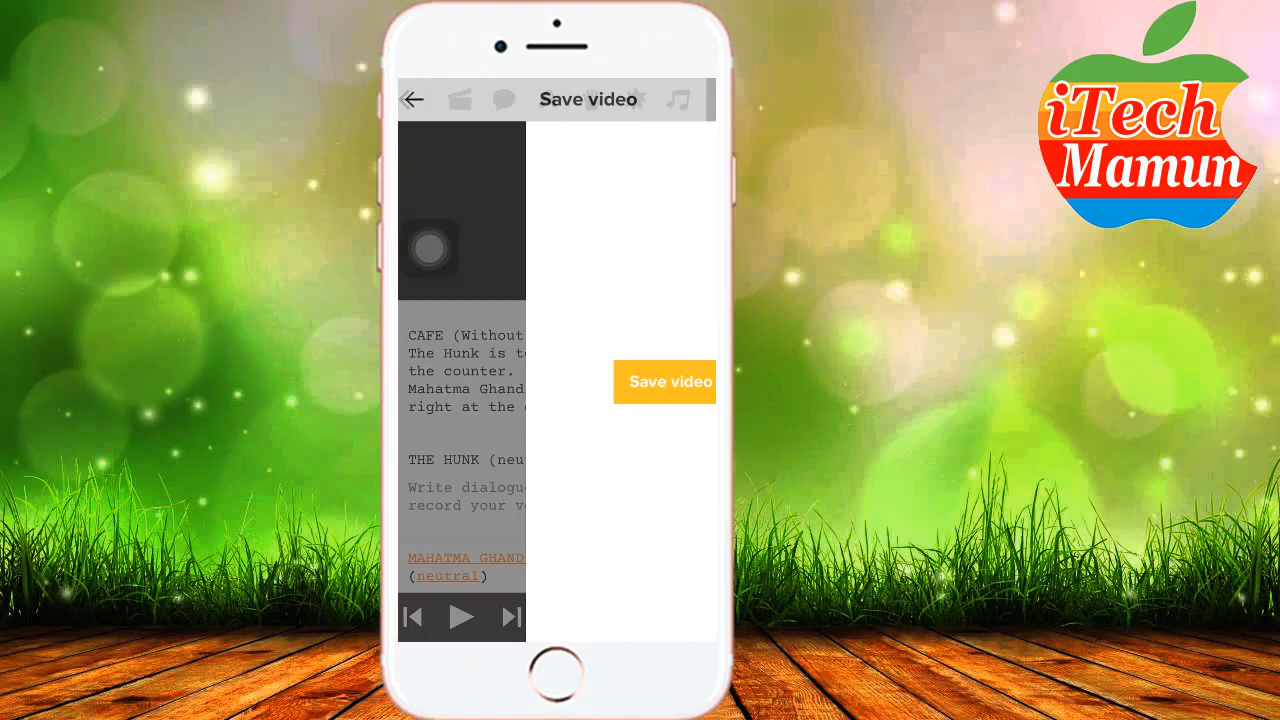 Save video
CAFE (Without
The Hunk is t
the counter.
Mahatma Ghand
right at the
THE HUNK (neu
Write dialogu
record your v
MAHATMA GHAND
(neutral)
Save video
iTech
Mamun